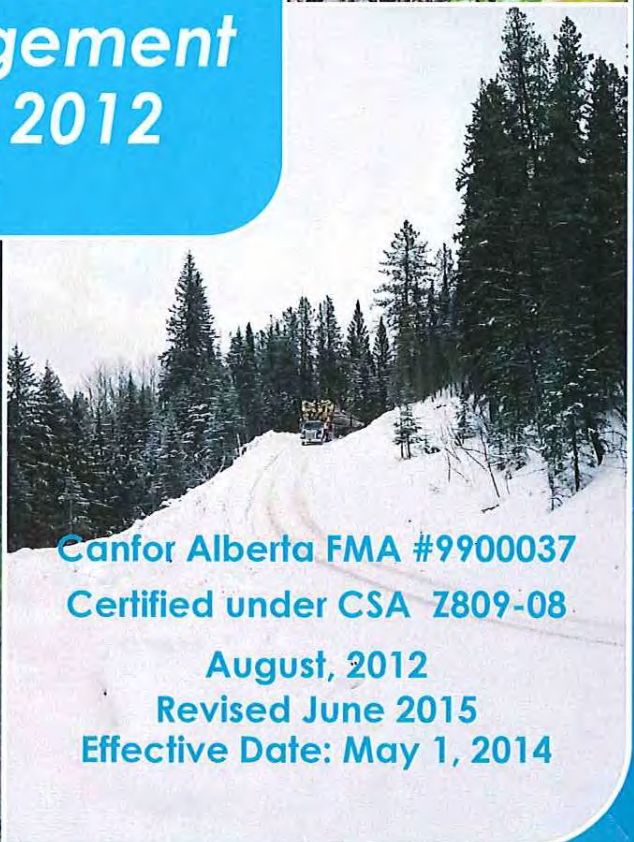 2012
Canfor Alberta FMA #9900037
Certified under CSA Z809-08
August, 2012
Revised June 2015
Effective Date: May 1, 2014